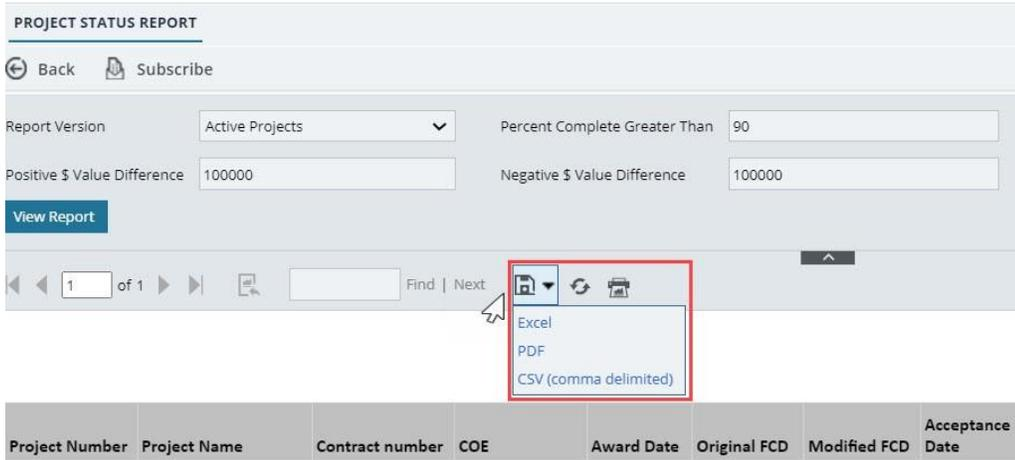 PROJECT STATUS REPORT
Back Subscribe
Report Version Active Projects Percent Complete Greater Than 90
Positive $ Value Difference 100000 Negative $ Value Difference 100000
View Report
1 of 1 Find | Next
Excel
PDF
CSV (comma delimited)
Project Number Project Name Contract number COE Award Date Original FCD Modified FCD Acceptance Date